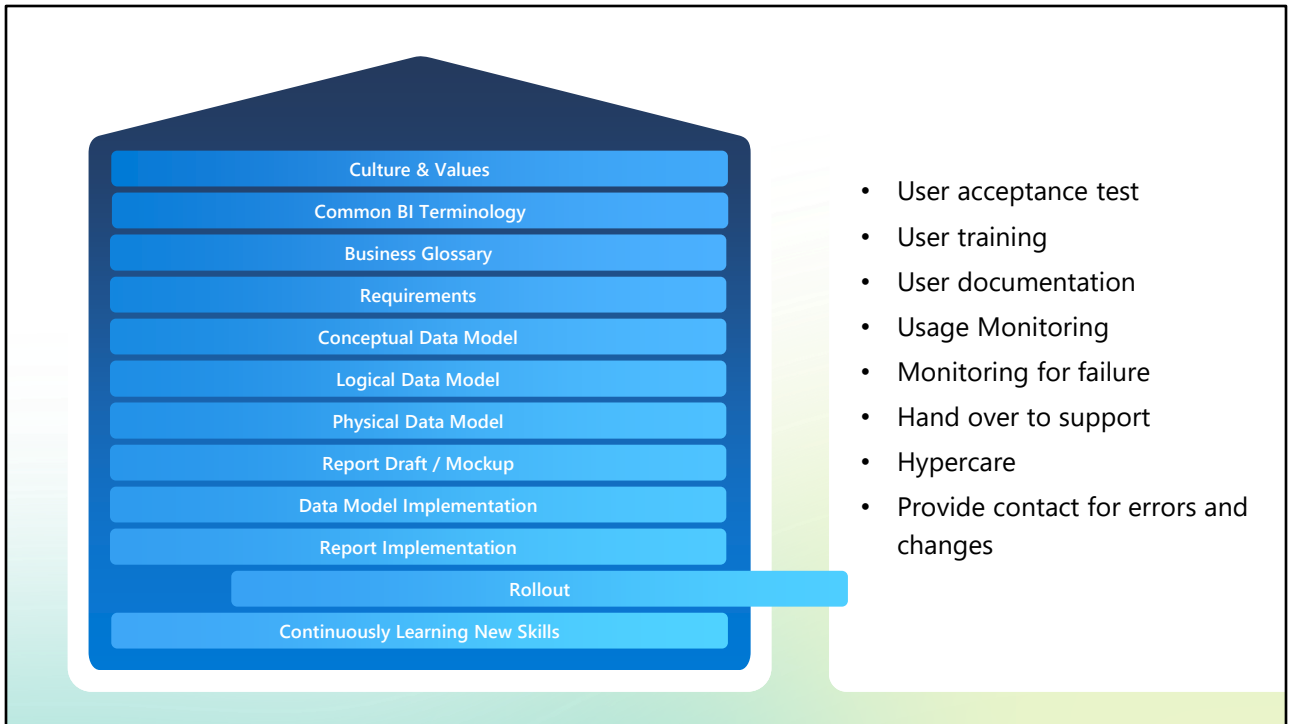 Culture & Values
Common BI Terminology
Business Glossary
Requirements
Conceptual Data Model
Logical Data Model
Physical Data Model
Report Draft / Mockup
Data Model Implementation
Report Implementation
Rollout
Continuously Learning New Skills
• User acceptance test
• User training
• User documentation
• Usage Monitoring
• Monitoring for failure
• Hand over to support
• Hypercare
• Provide contact for errors and
changes